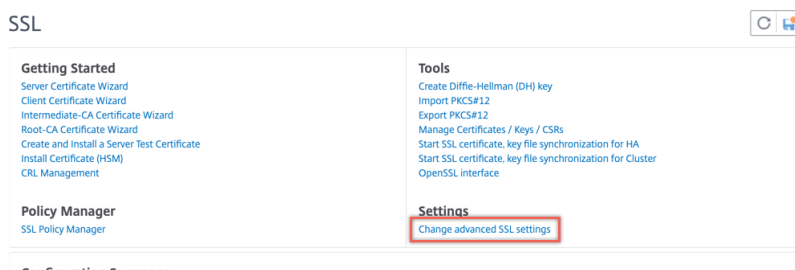 SSL
Getting Started
Server Certificate Wizard
Client Certificate Wizard
Intermediate-CA Certificate Wizard
Root-CA Certificate Wizard
Create and Install a Server Test Certificate
Install Certificate (HSM)
CRL Management
Tools
Create Diffie-Hellman (DH) key
Import PKCS#12
Export PKCS#12
Manage Certificates / Keys / CSRs
Start SSL certificate, key file synchronization for HA
Start SSL certificate, key file synchronization for Cluster
OpenSSL interface
Policy Manager
SSL Policy Manager
Settings
Change advanced SSL settings